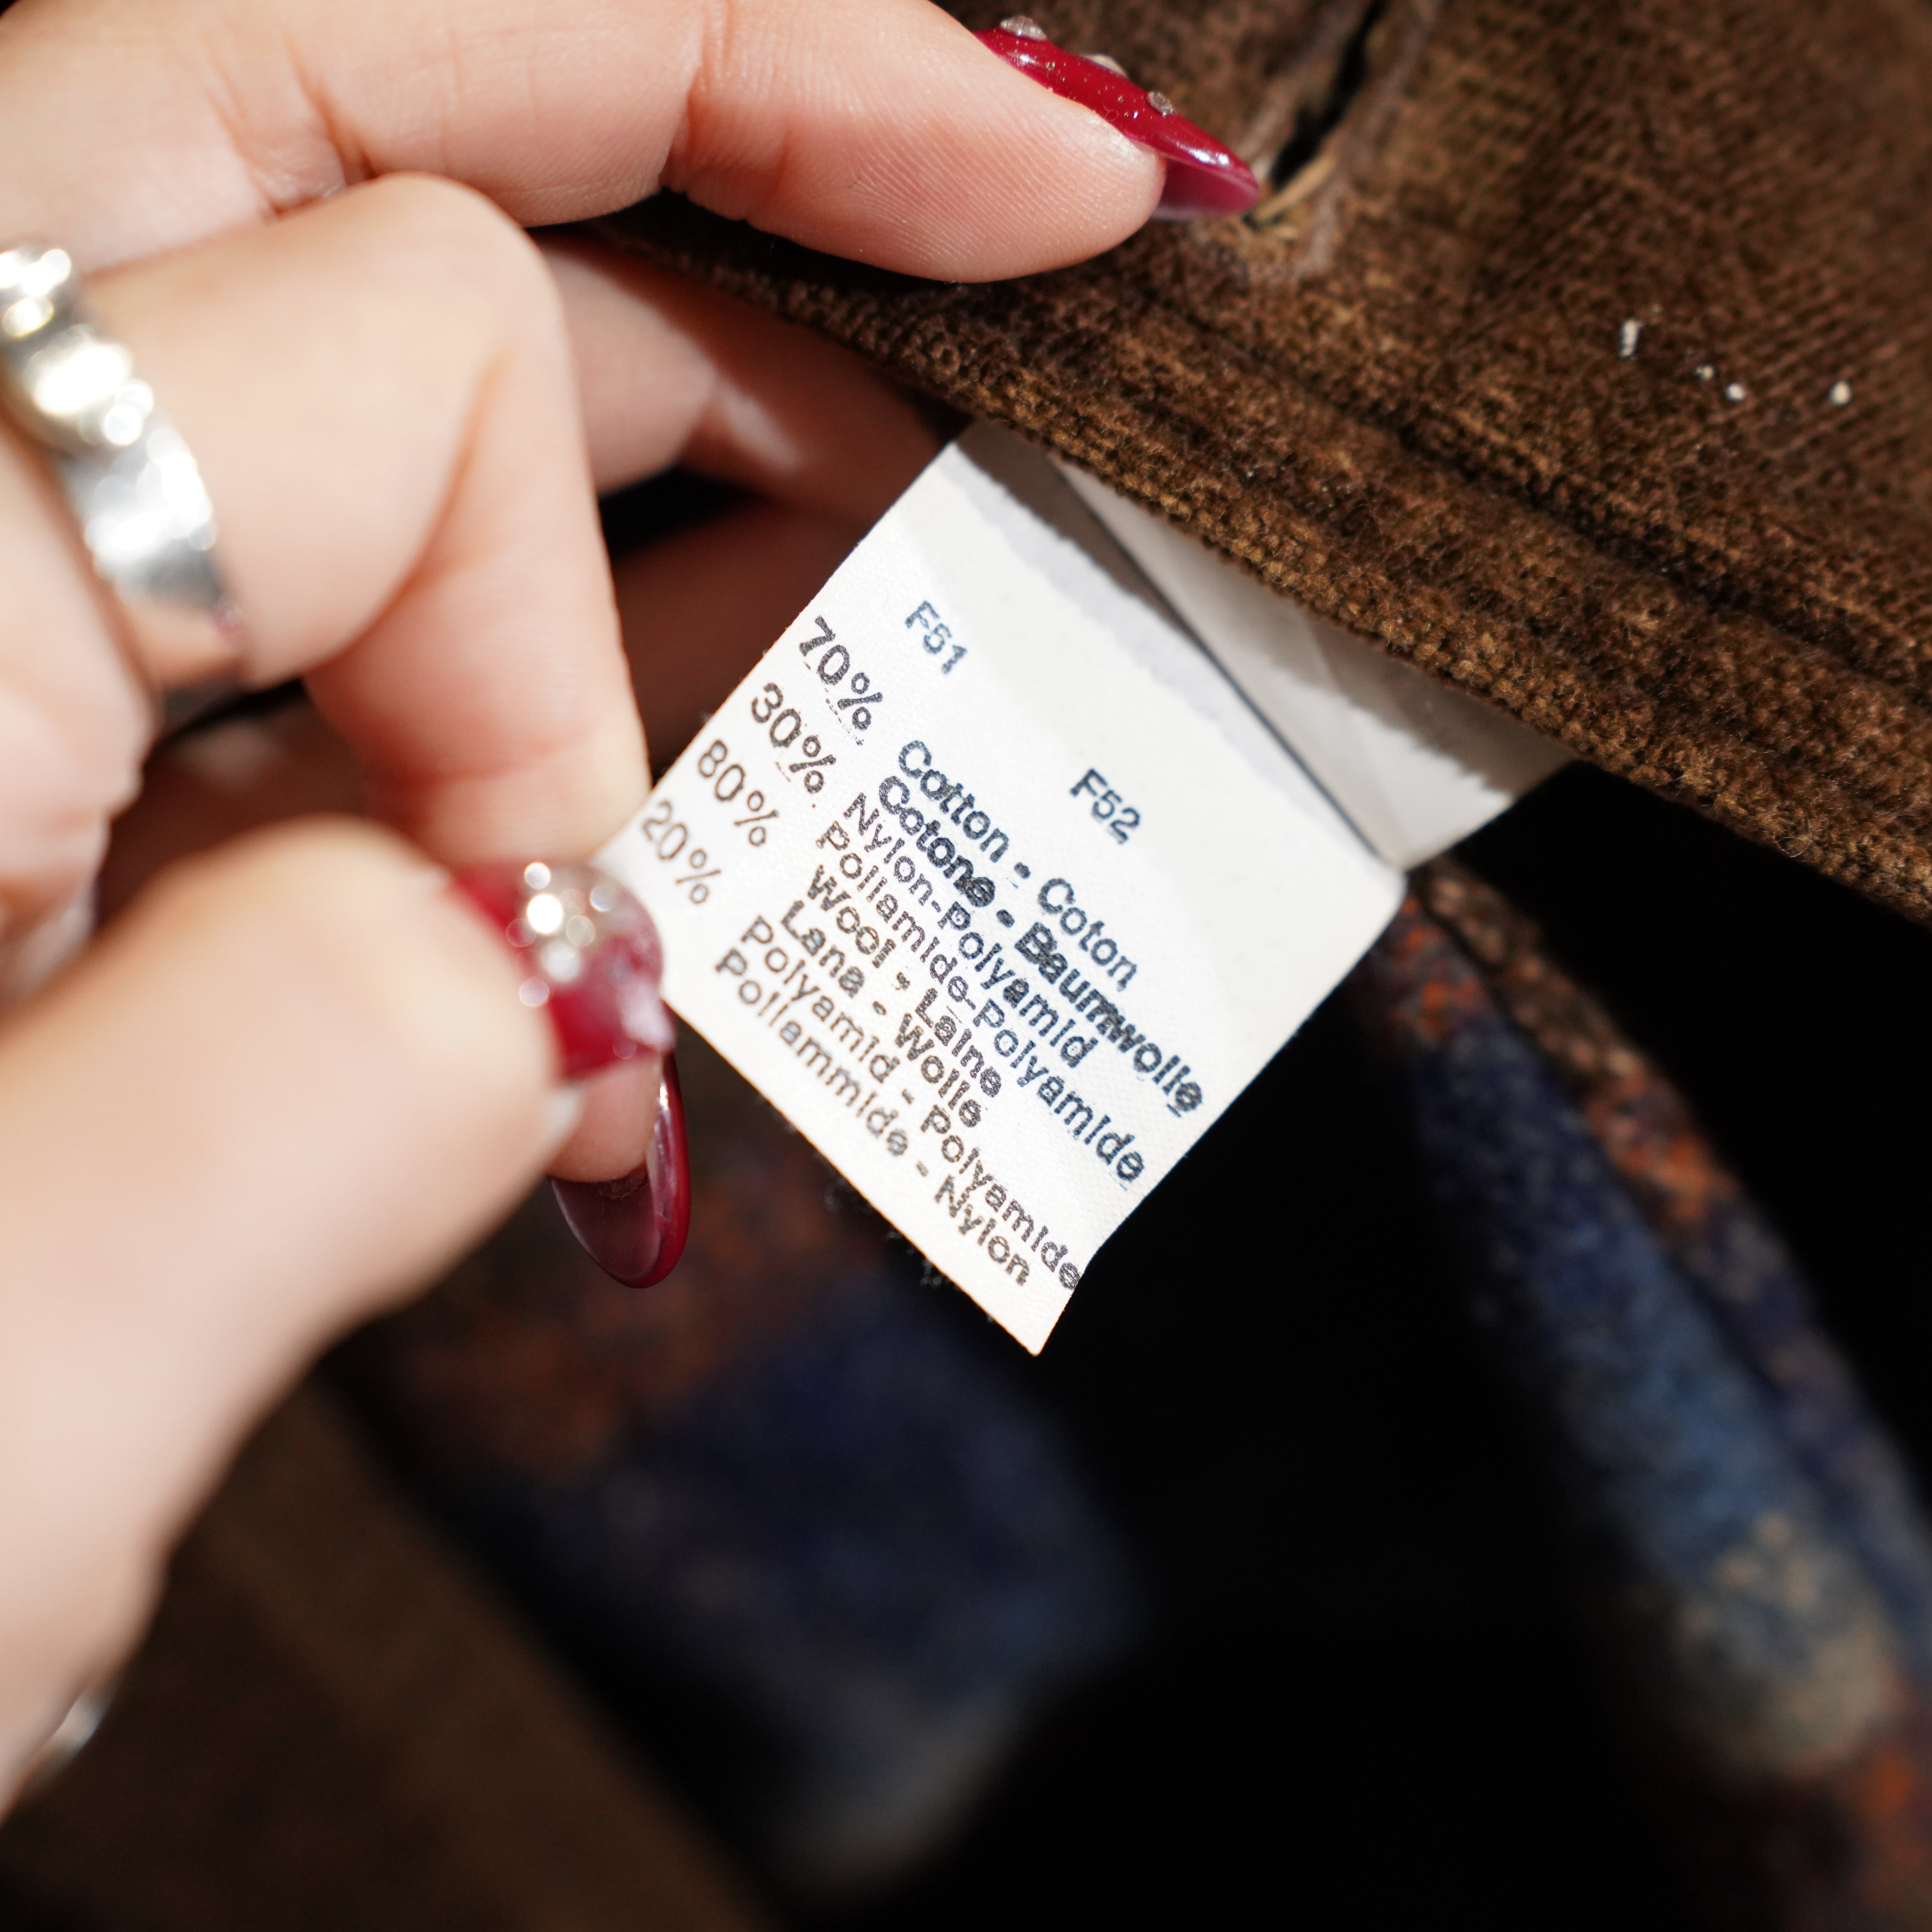 F51 F52
70% Cotton - Coton
Cotone - Baumwolle
30% Nylon-Polyamid
Poliamide-Polyamide
80% Wool - Laine
Lana - Wolle
20% Polyamid - Polyamide
Poliammide - Nylon